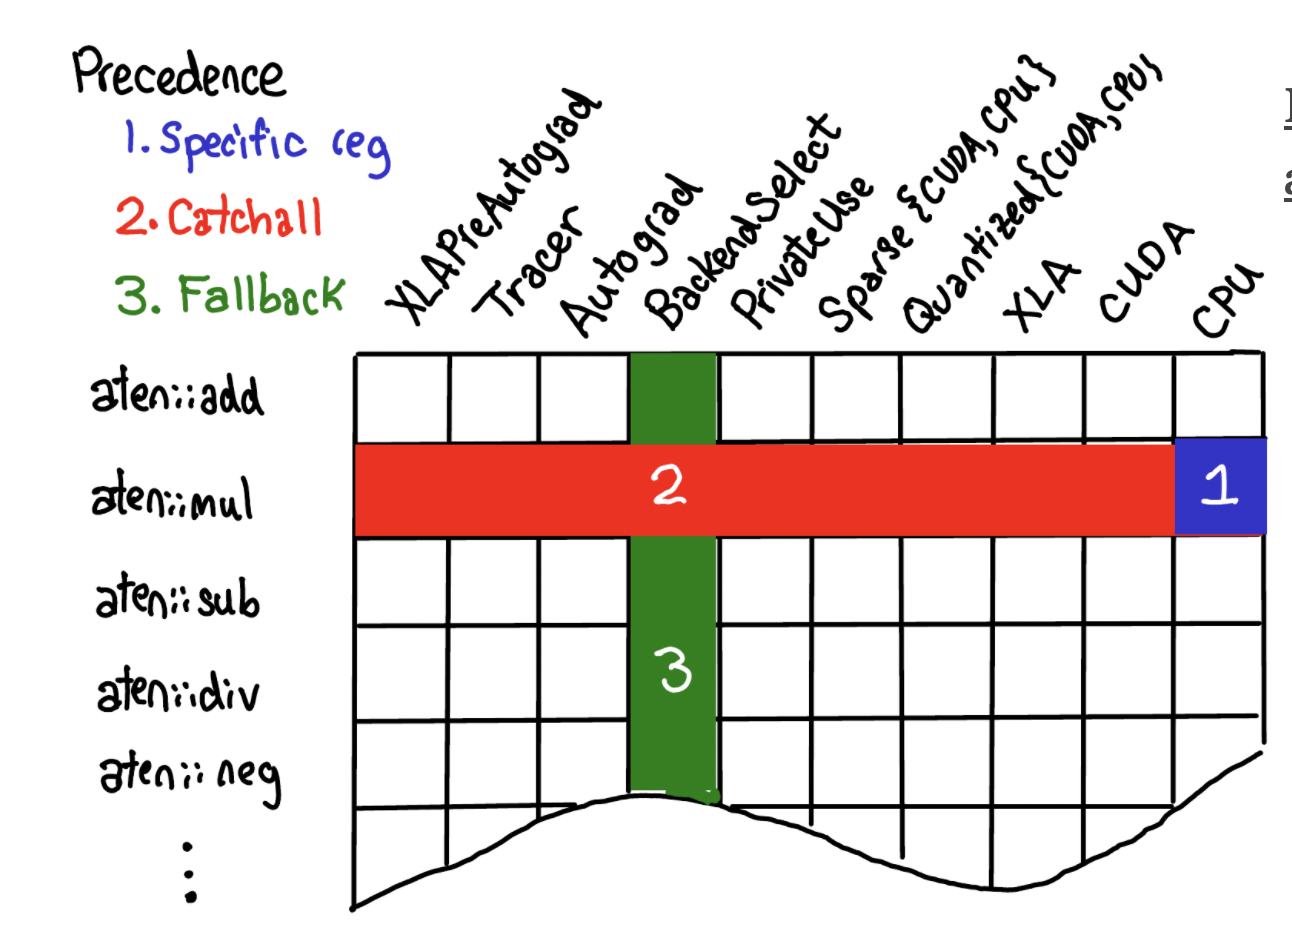 Precedence
1. Specific reg
2. Catchall
3. Fallback
XLAPreAutograd
Tracer
Autograd
BackendSelect
PrivateUse
Sparse {CUDA, CPU}
Quantized{CUDA, CPU}
XLA
CUDA
CPU
aten::add
aten::mul
2
1
aten::sub
aten::div
3
aten::neg